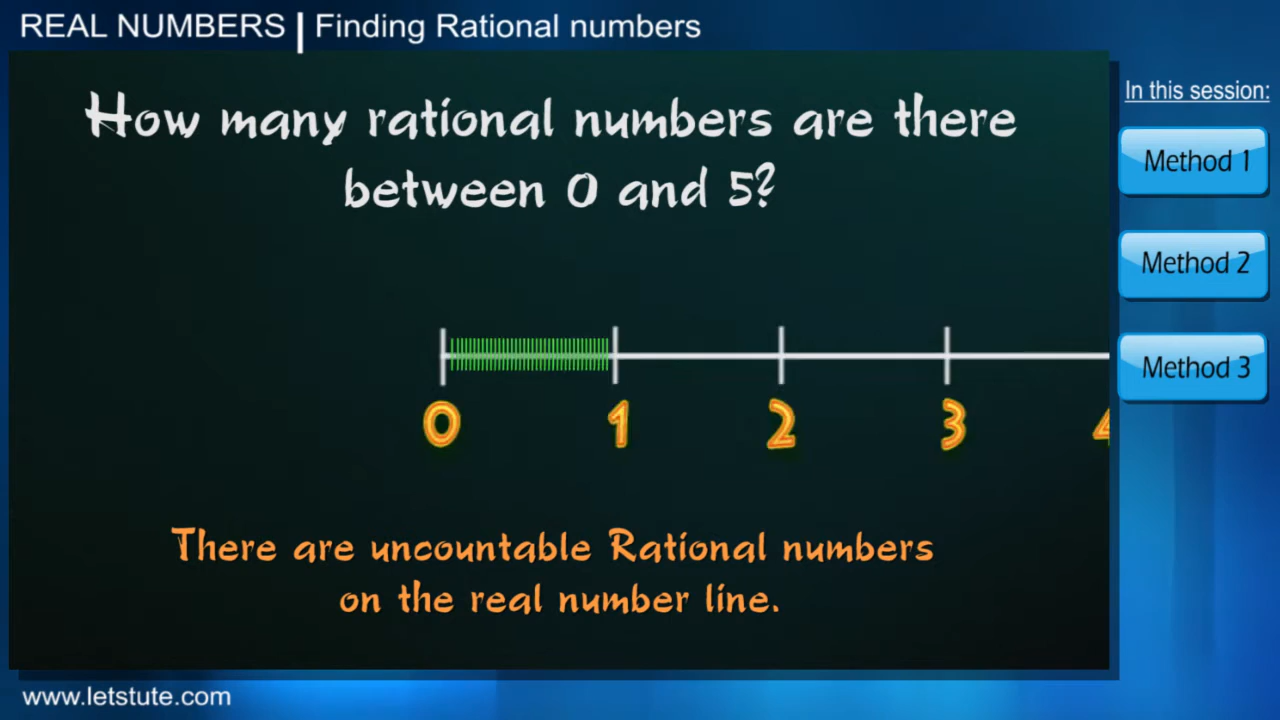 REAL NUMBERS | Finding Rational numbers
How many rational numbers are there
between 0 and 5?
0 1 2 3 4
There are uncountable Rational numbers
on the real number line.
In this session:
Method 1
Method 2
Method 3
www.letstute.com